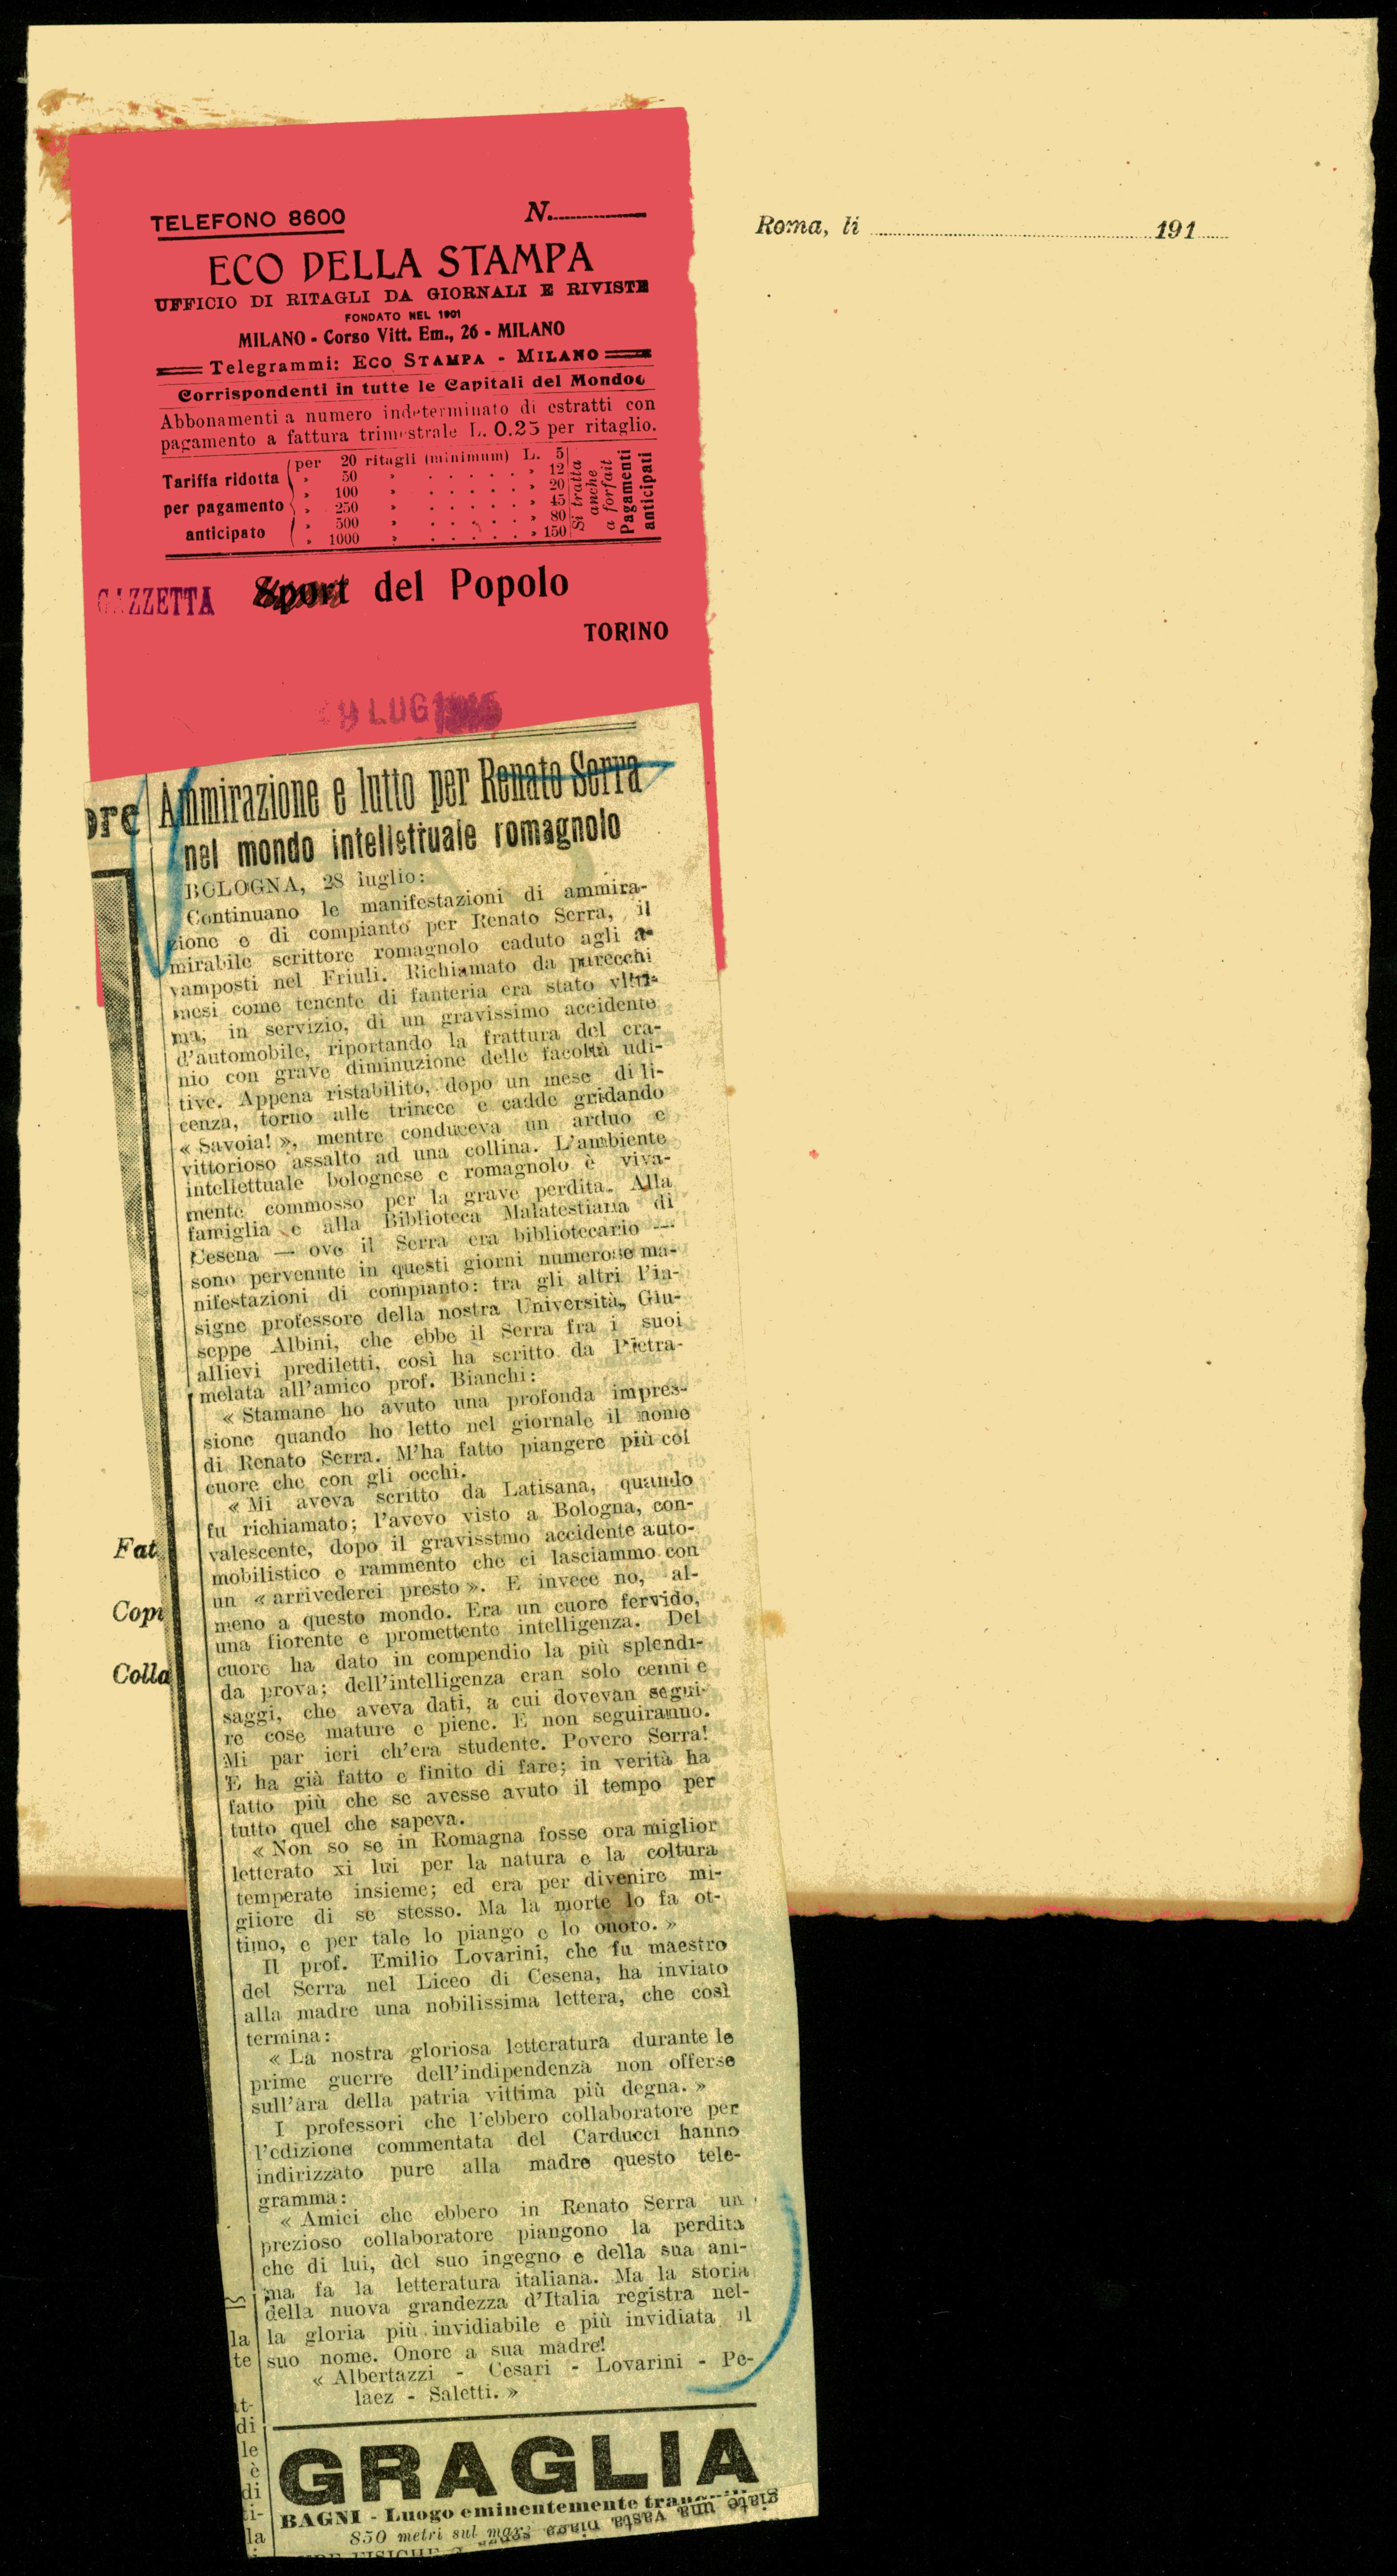 Roma, li 191
TELEFONO 8600
N.
ECO DELLA STAMPA
UFFICIO DI RITAGLI DA GIORNALI E RIVISTE
FONDATO NEL 1901
MILANO - Corso Vitt. Em., 26 - MILANO
Telegrammi: ECO STAMPA - MILANO
Corrispondenti in tutte le Capitali del Mondo
Abbonamenti a numero indeterminato di estratti con
pagamento a fattura trimestrale L. 0.25 per ritaglio.
Tariffa ridotta
per pagamento
anticipato
per 20 ritagli (minimum) L. 5
» 50 » . . . . . . » 12
» 100 » . . . . . . » 20
» 250 » . . . . . . » 45
» 500 » . . . . . . » 80
» 1000 » . . . . . . » 150
Si tratta
anche
a forfait
Pagamenti
anticipati
GAZZETTA Sport del Popolo
TORINO
LUG
ore
Ammirazione e lutto per Renato Serra
nel mondo intellettuale romagnolo
BOLOGNA, 28 luglio:
Continuano le manifestazioni di ammira-
zione e di compianto per Renato Serra, il
mirabile scrittore romagnolo caduto agli a-
vamposti nel Friuli. Richiamato da parecchi
mesi come tenente di fanteria era stato vitti-
ma, in servizio, di un gravissimo accidente
d'automobile, riportando la frattura del cra-
nio con grave diminuzione delle facoltà udi-
tive. Appena ristabilito, dopo un mese di li-
cenza, torno alle trincee e cadde gridando
« Savoia! », mentre conduceva un arduo e
vittorioso assalto ad una collina. L'ambiente
intellettuale bolognese e romagnolo è viva-
mente commosso per la grave perdita. Alla
famiglia e alla Biblioteca Malatestiana di
Cesena — ove il Serra era bibliotecario —
sono pervenute in questi giorni numerose ma-
nifestazioni di compianto: tra gli altri l'in-
signe professore della nostra Università, Giu-
seppe Albini, che ebbe il Serra fra i suoi
allievi prediletti, così ha scritto da Pietra-
melata all'amico prof. Bianchi:
« Stamane ho avuto una profonda impres-
sione quando ho letto nel giornale il nome
di Renato Serra. M'ha fatto piangere più col
cuore che con gli occhi.
« Mi aveva scritto da Latisana, quando
fu richiamato; l'avevo visto a Bologna, con-
valescente, dopo il gravissimo accidente auto-
mobilistico e rammento che ci lasciammo con
un « arrivederci presto ». E invece no, al-
meno a questo mondo. Era un cuore fervido,
una fiorente e promettente intelligenza. Del
cuore ha dato in compendio la più splendi-
da prova; dell'intelligenza eran solo cenni e
saggi, che aveva dati, a cui dovevan segui-
re cose mature e piene. E non seguiranno.
Mi par ieri ch'era studente. Povero Serra!
E ha già fatto e finito di fare; in verità ha
fatto più che se avesse avuto il tempo per
tutto quel che sapeva.
« Non so se in Romagna fosse ora miglior
letterato xi lui per la natura e la coltura
temperate insieme; ed era per divenire mi-
gliore di se stesso. Ma la morte lo fa ot-
timo, e per tale lo piango e lo onoro. »
Il prof. Emilio Lovarini, che fu maestro
del Serra nel Liceo di Cesena, ha inviato
alla madre una nobilissima lettera, che così
termina:
« La nostra gloriosa letteratura durante le
prime guerre dell'indipendenza non offerse
sull'ara della patria vittima più degna. »
I professori che l'ebbero collaboratore per
l'edizione commentata del Carducci hanno
indirizzato pure alla madre questo tele-
gramma:
« Amici che ebbero in Renato Serra un
prezioso collaboratore piangono la perdita
che di lui, del suo ingegno e della sua ani-
ma fa la letteratura italiana. Ma la storia
della nuova grandezza d'Italia registra nel-
la gloria più invidiabile e più invidiata il
suo nome. Onore a sua madre!
« Albertazzi - Cesari - Lovarini - Pe-
laez - Saletti. »
Fat
Copi
Colla
la
te
at-
di
le
è
di
ti-
la
GRAGLIA
BAGNI - Luogo eminentemente
850 metri sul mare
giate una vasta